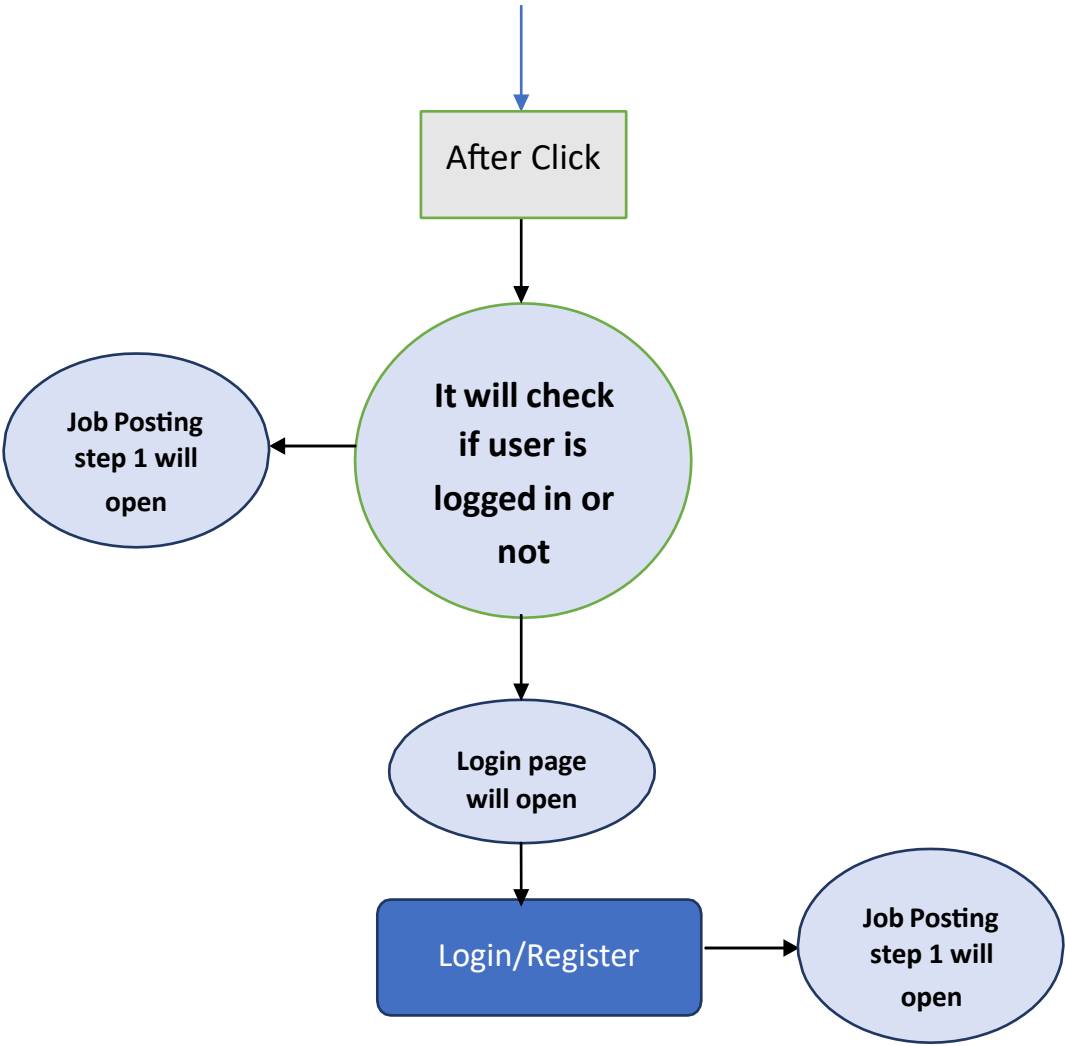 After Click
It will check
if user is
logged in or
not
Job Posting
step 1 will
open
Login page
will open
Login/Register
Job Posting
step 1 will
open